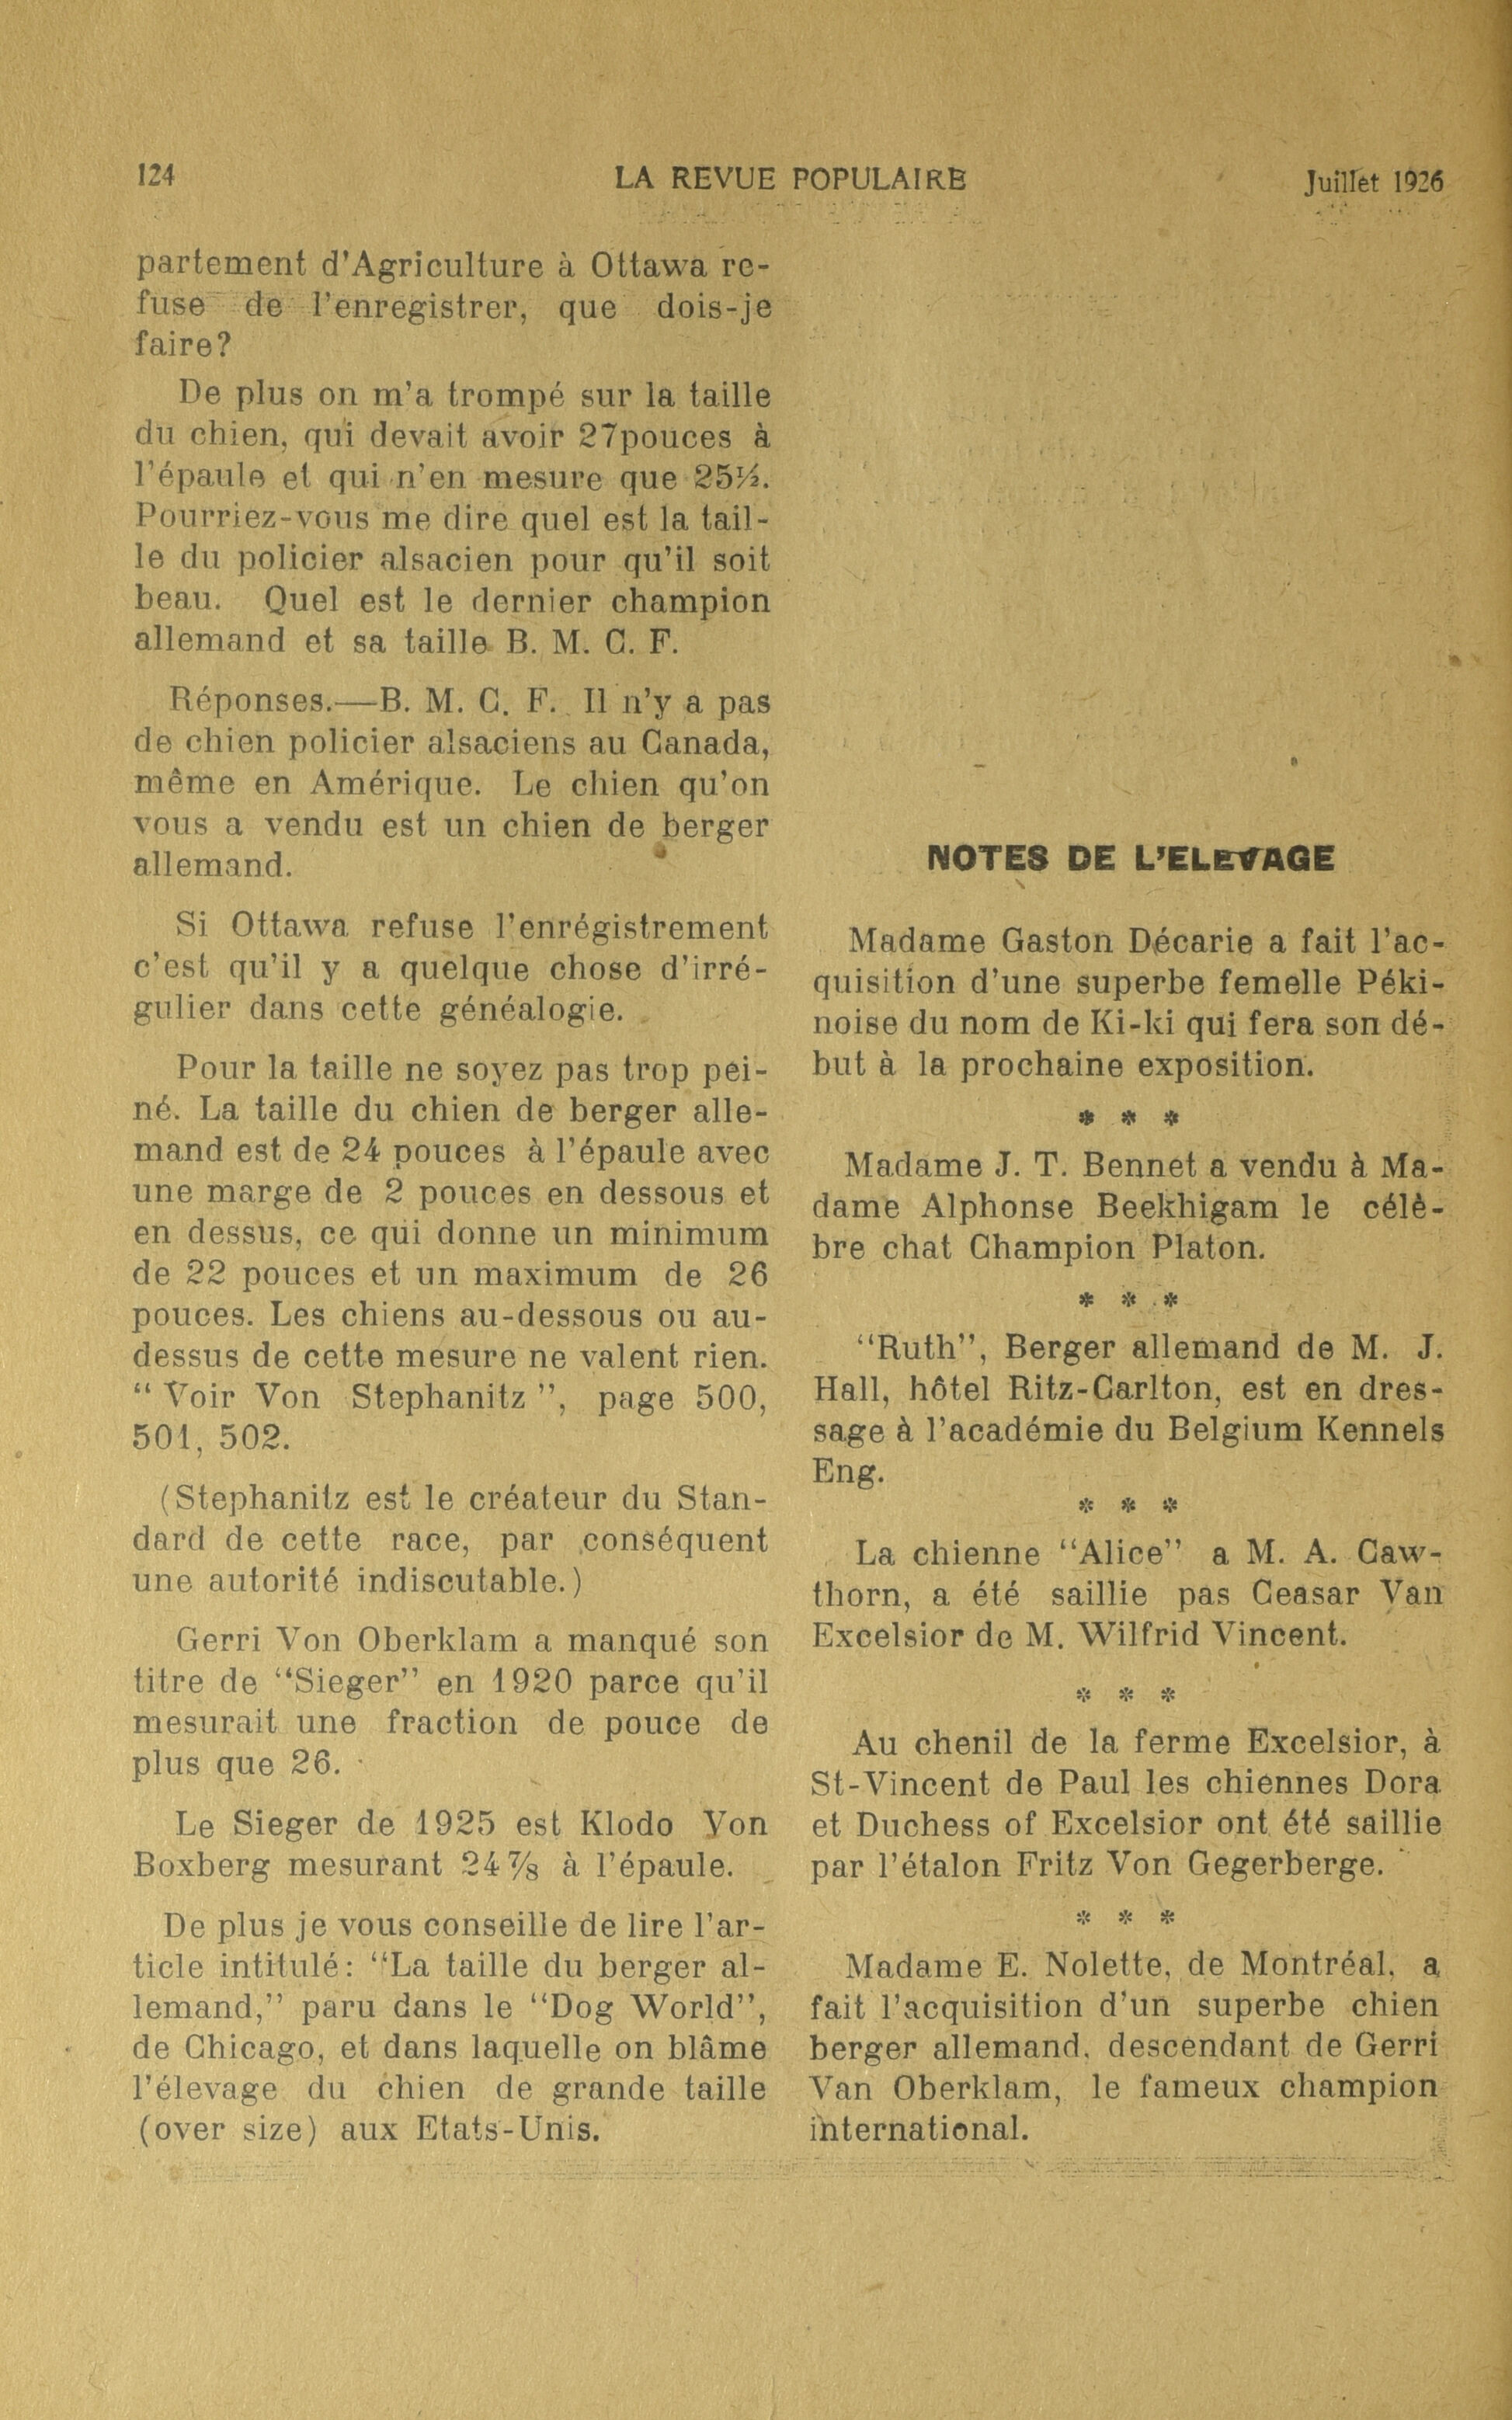 124 LA REVUE POPULAIRE Juillet 1926
partement d'Agriculture à Ottawa re-
fuse de l'enregistrer, que dois-je
faire?
De plus on m'a trompé sur la taille
du chien, qui devait avoir 27pouces à
l'épaule et qui n'en mesure que 25½.
Pourriez-vous me dire quel est la tail-
le du policier alsacien pour qu'il soit
beau. Quel est le dernier champion
allemand et sa taille B. M. C. F.
Réponses.—B. M. C. F. Il n'y a pas
de chien policier alsaciens au Canada,
même en Amérique. Le chien qu'on
vous a vendu est un chien de berger
allemand.
Si Ottawa refuse l'enrégistrement
c'est qu'il y a quelque chose d'irré-
gulier dans cette généalogie.
Pour la taille ne soyez pas trop pei-
né. La taille du chien de berger alle-
mand est de 24 pouces à l'épaule avec
une marge de 2 pouces en dessous et
en dessus, ce qui donne un minimum
de 22 pouces et un maximum de 26
pouces. Les chiens au-dessous ou au-
dessus de cette mesure ne valent rien.
" Voir Von Stephanitz ", page 500,
501, 502.
(Stephanitz est le créateur du Stan-
dard de cette race, par conséquent
une autorité indiscutable.)
Gerri Von Oberklam a manqué son
titre de "Sieger" en 1920 parce qu'il
mesurait une fraction de pouce de
plus que 26.
Le Sieger de 1925 est Klodo Von
Boxberg mesurant 24⅞ à l'épaule.
De plus je vous conseille de lire l'ar-
ticle intitulé: "La taille du berger al-
lemand," paru dans le "Dog World",
de Chicago, et dans laquelle on blâme
l'élevage du chien de grande taille
(over size) aux Etats-Unis.
NOTES DE L'ELEVAGE
Madame Gaston Décarie a fait l'ac-
quisition d'une superbe femelle Péki-
noise du nom de Ki-ki qui fera son dé-
but à la prochaine exposition.
* * *
Madame J. T. Bennet a vendu à Ma-
dame Alphonse Beekhigam le célè-
bre chat Champion Platon.
* * *
"Ruth", Berger allemand de M. J.
Hall, hôtel Ritz-Carlton, est en dres-
sage à l'académie du Belgium Kennels
Eng.
* * *
La chienne "Alice" a M. A. Caw-
thorn, a été saillie pas Ceasar Van
Excelsior de M. Wilfrid Vincent.
* * *
Au chenil de la ferme Excelsior, à
St-Vincent de Paul les chiennes Dora
et Duchess of Excelsior ont été saillie
par l'étalon Fritz Von Gegerberge.
* * *
Madame E. Nolette, de Montréal, a
fait l'acquisition d'un superbe chien
berger allemand, descendant de Gerri
Van Oberklam, le fameux champion
international.